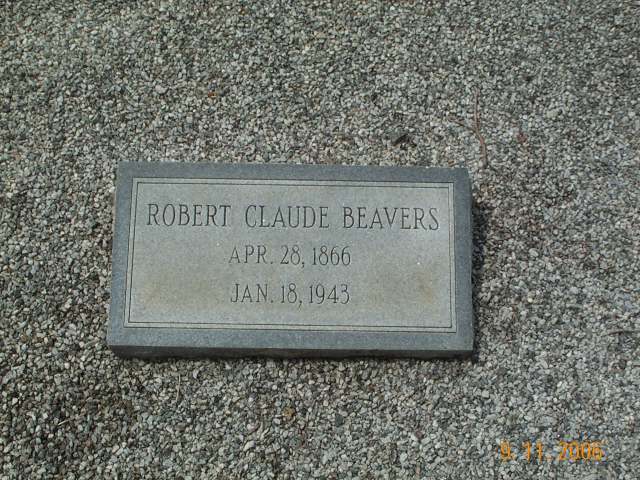 ROBERT CLAUDE BEAVERS
APR. 28, 1866
JAN. 18, 1943
9.11.2006